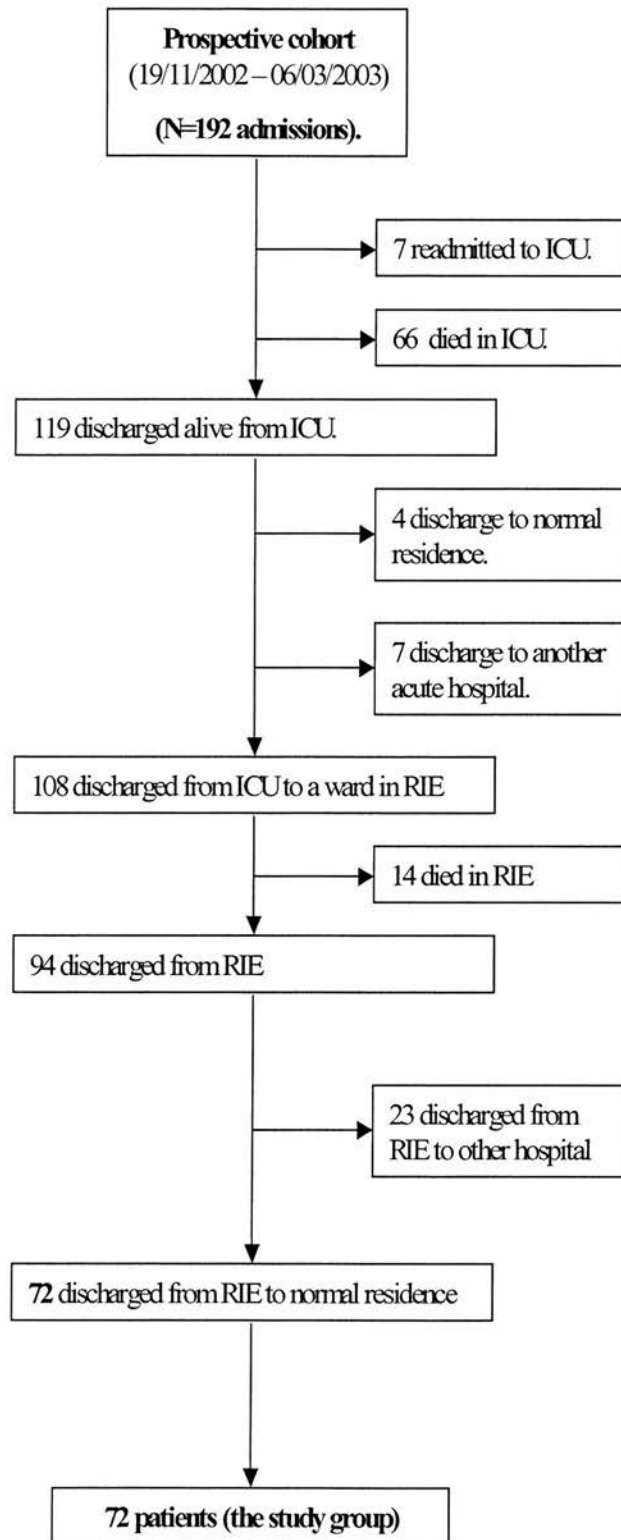 Prospective cohort
(19/11/2002 – 06/03/2003)
(N=192 admissions).
7 readmitted to ICU.
66 died in ICU.
119 discharged alive from ICU.
4 discharge to normal
residence.
7 discharge to another
acute hospital.
108 discharged from ICU to a ward in RIE
14 died in RIE
94 discharged from RIE
23 discharged from
RIE to other hospital
72 discharged from RIE to normal residence
72 patients (the study group)